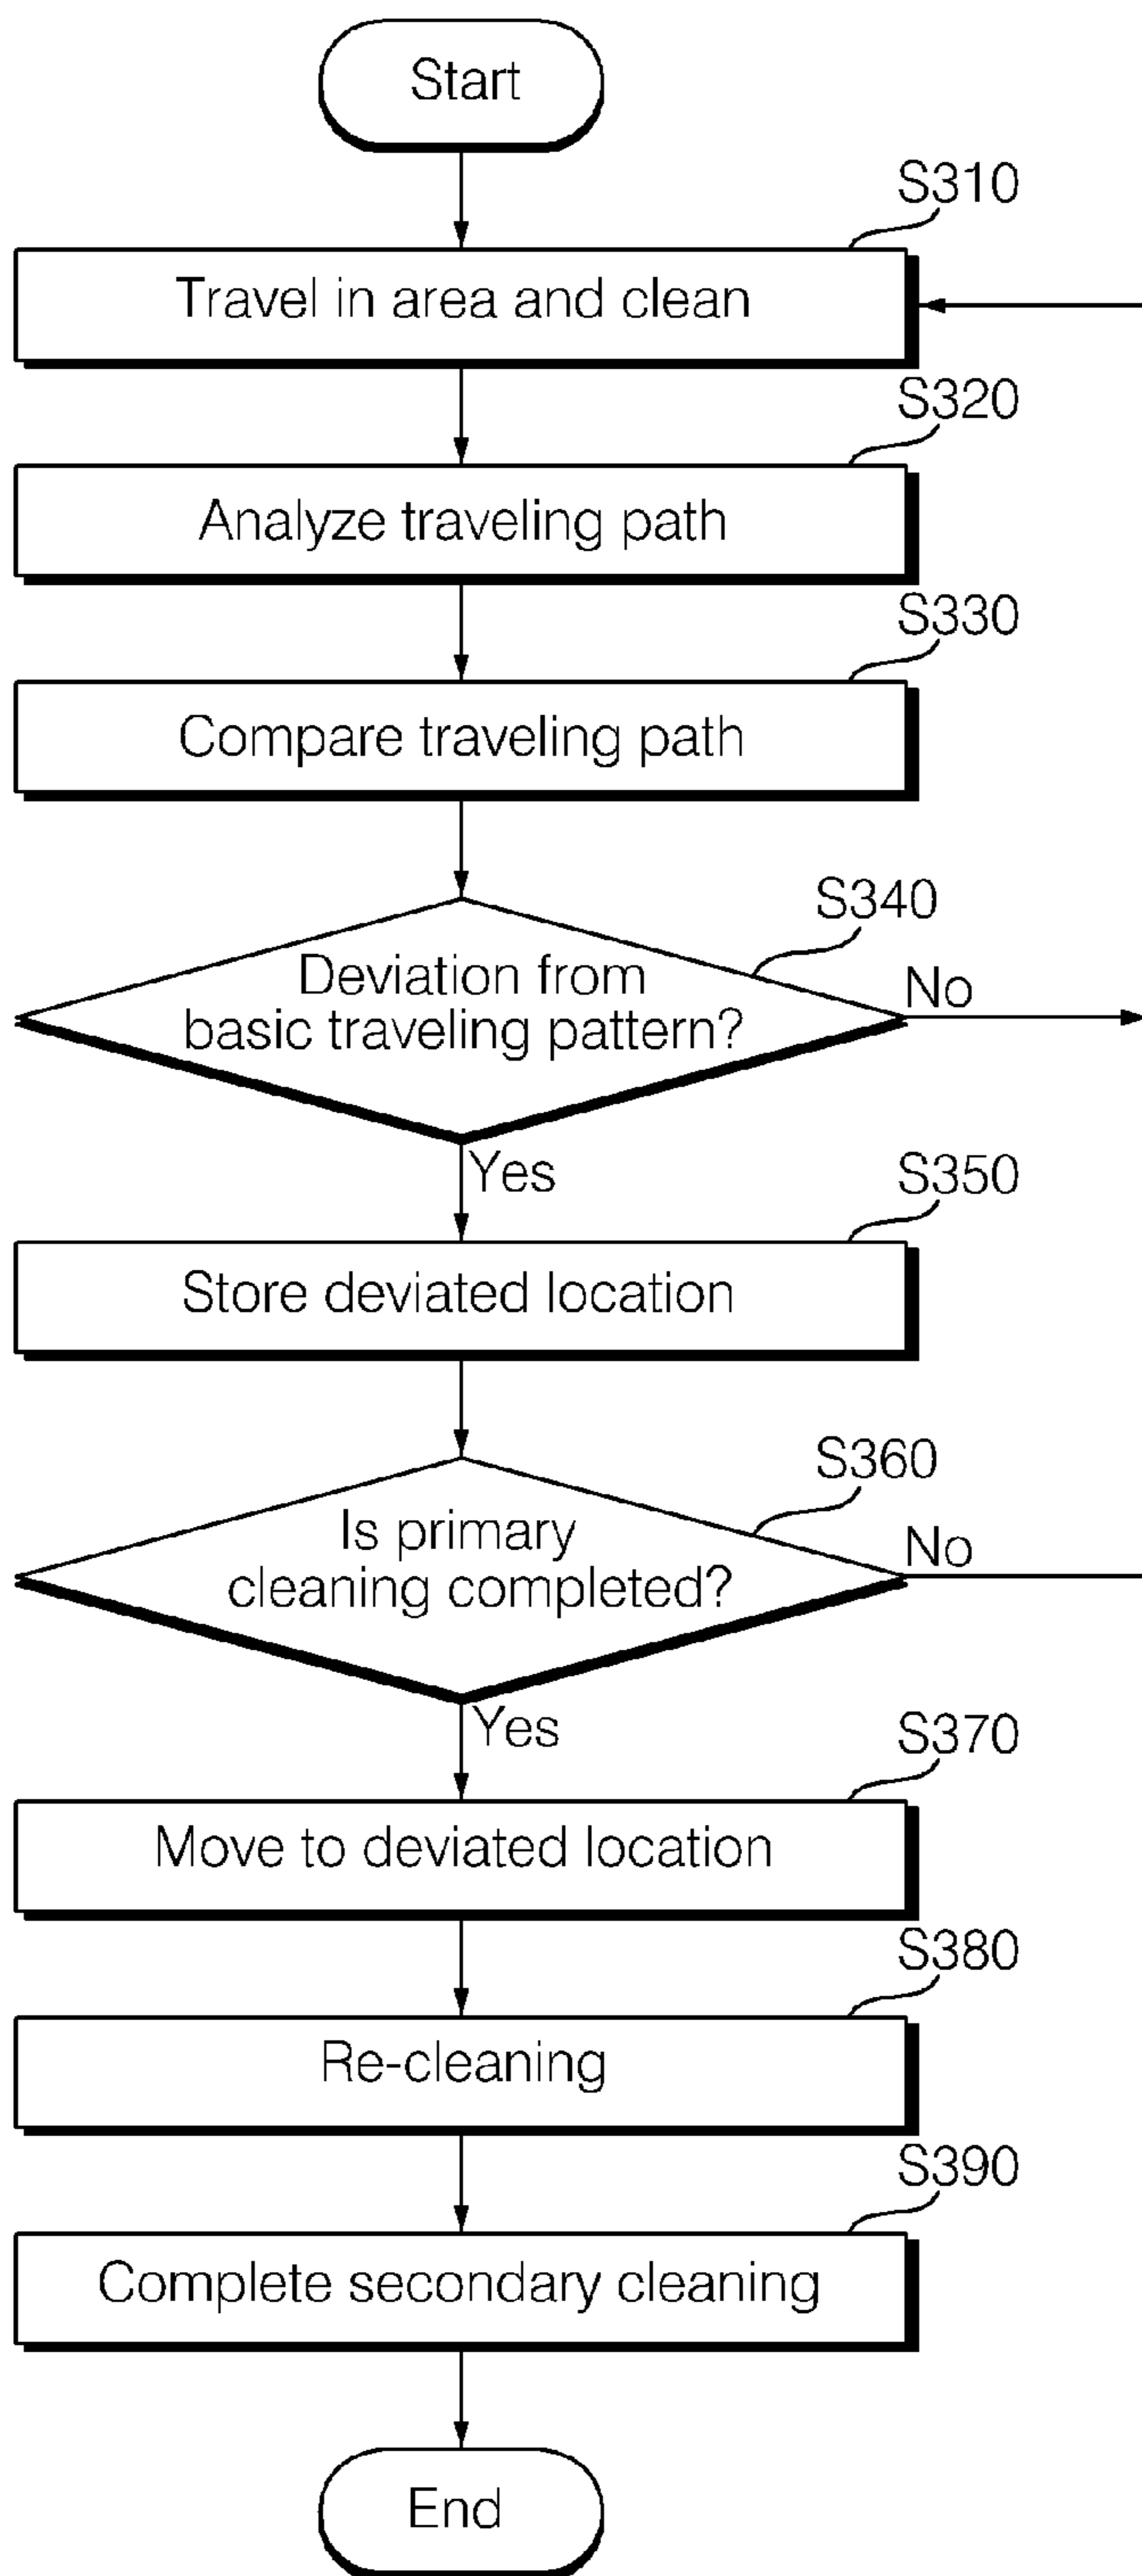 Start
S310
Travel in area and clean
S320
Analyze traveling path
S330
Compare traveling path
S340
Deviation from
basic traveling pattern?
No
Yes
S350
Store deviated location
S360
Is primary
cleaning completed?
No
Yes
S370
Move to deviated location
S380
Re-cleaning
S390
Complete secondary cleaning
End